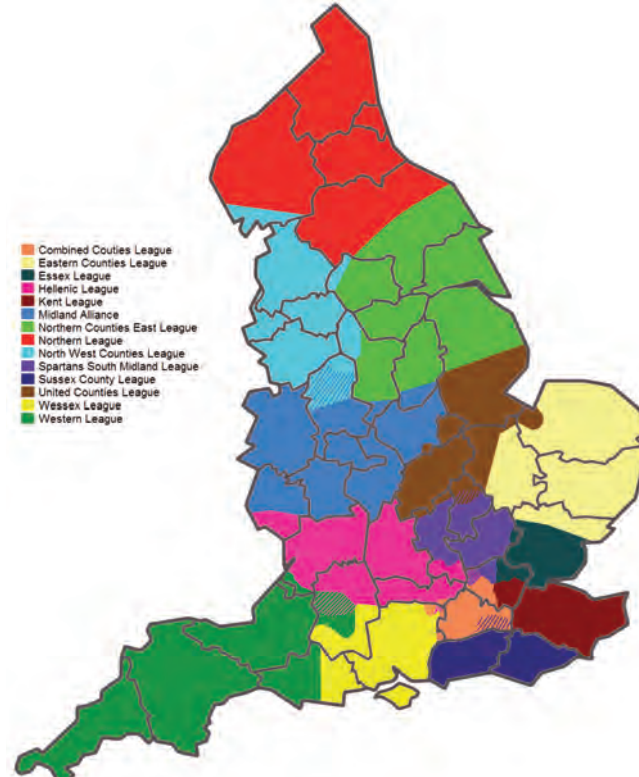 Combined Couties League
Eastern Counties League
Essex League
Hellenic League
Kent League
Midland Alliance
Northern Counties East League
Northern League
North West Counties League
Spartans South Midland League
Sussex County League
United Counties League
Wessex League
Western League